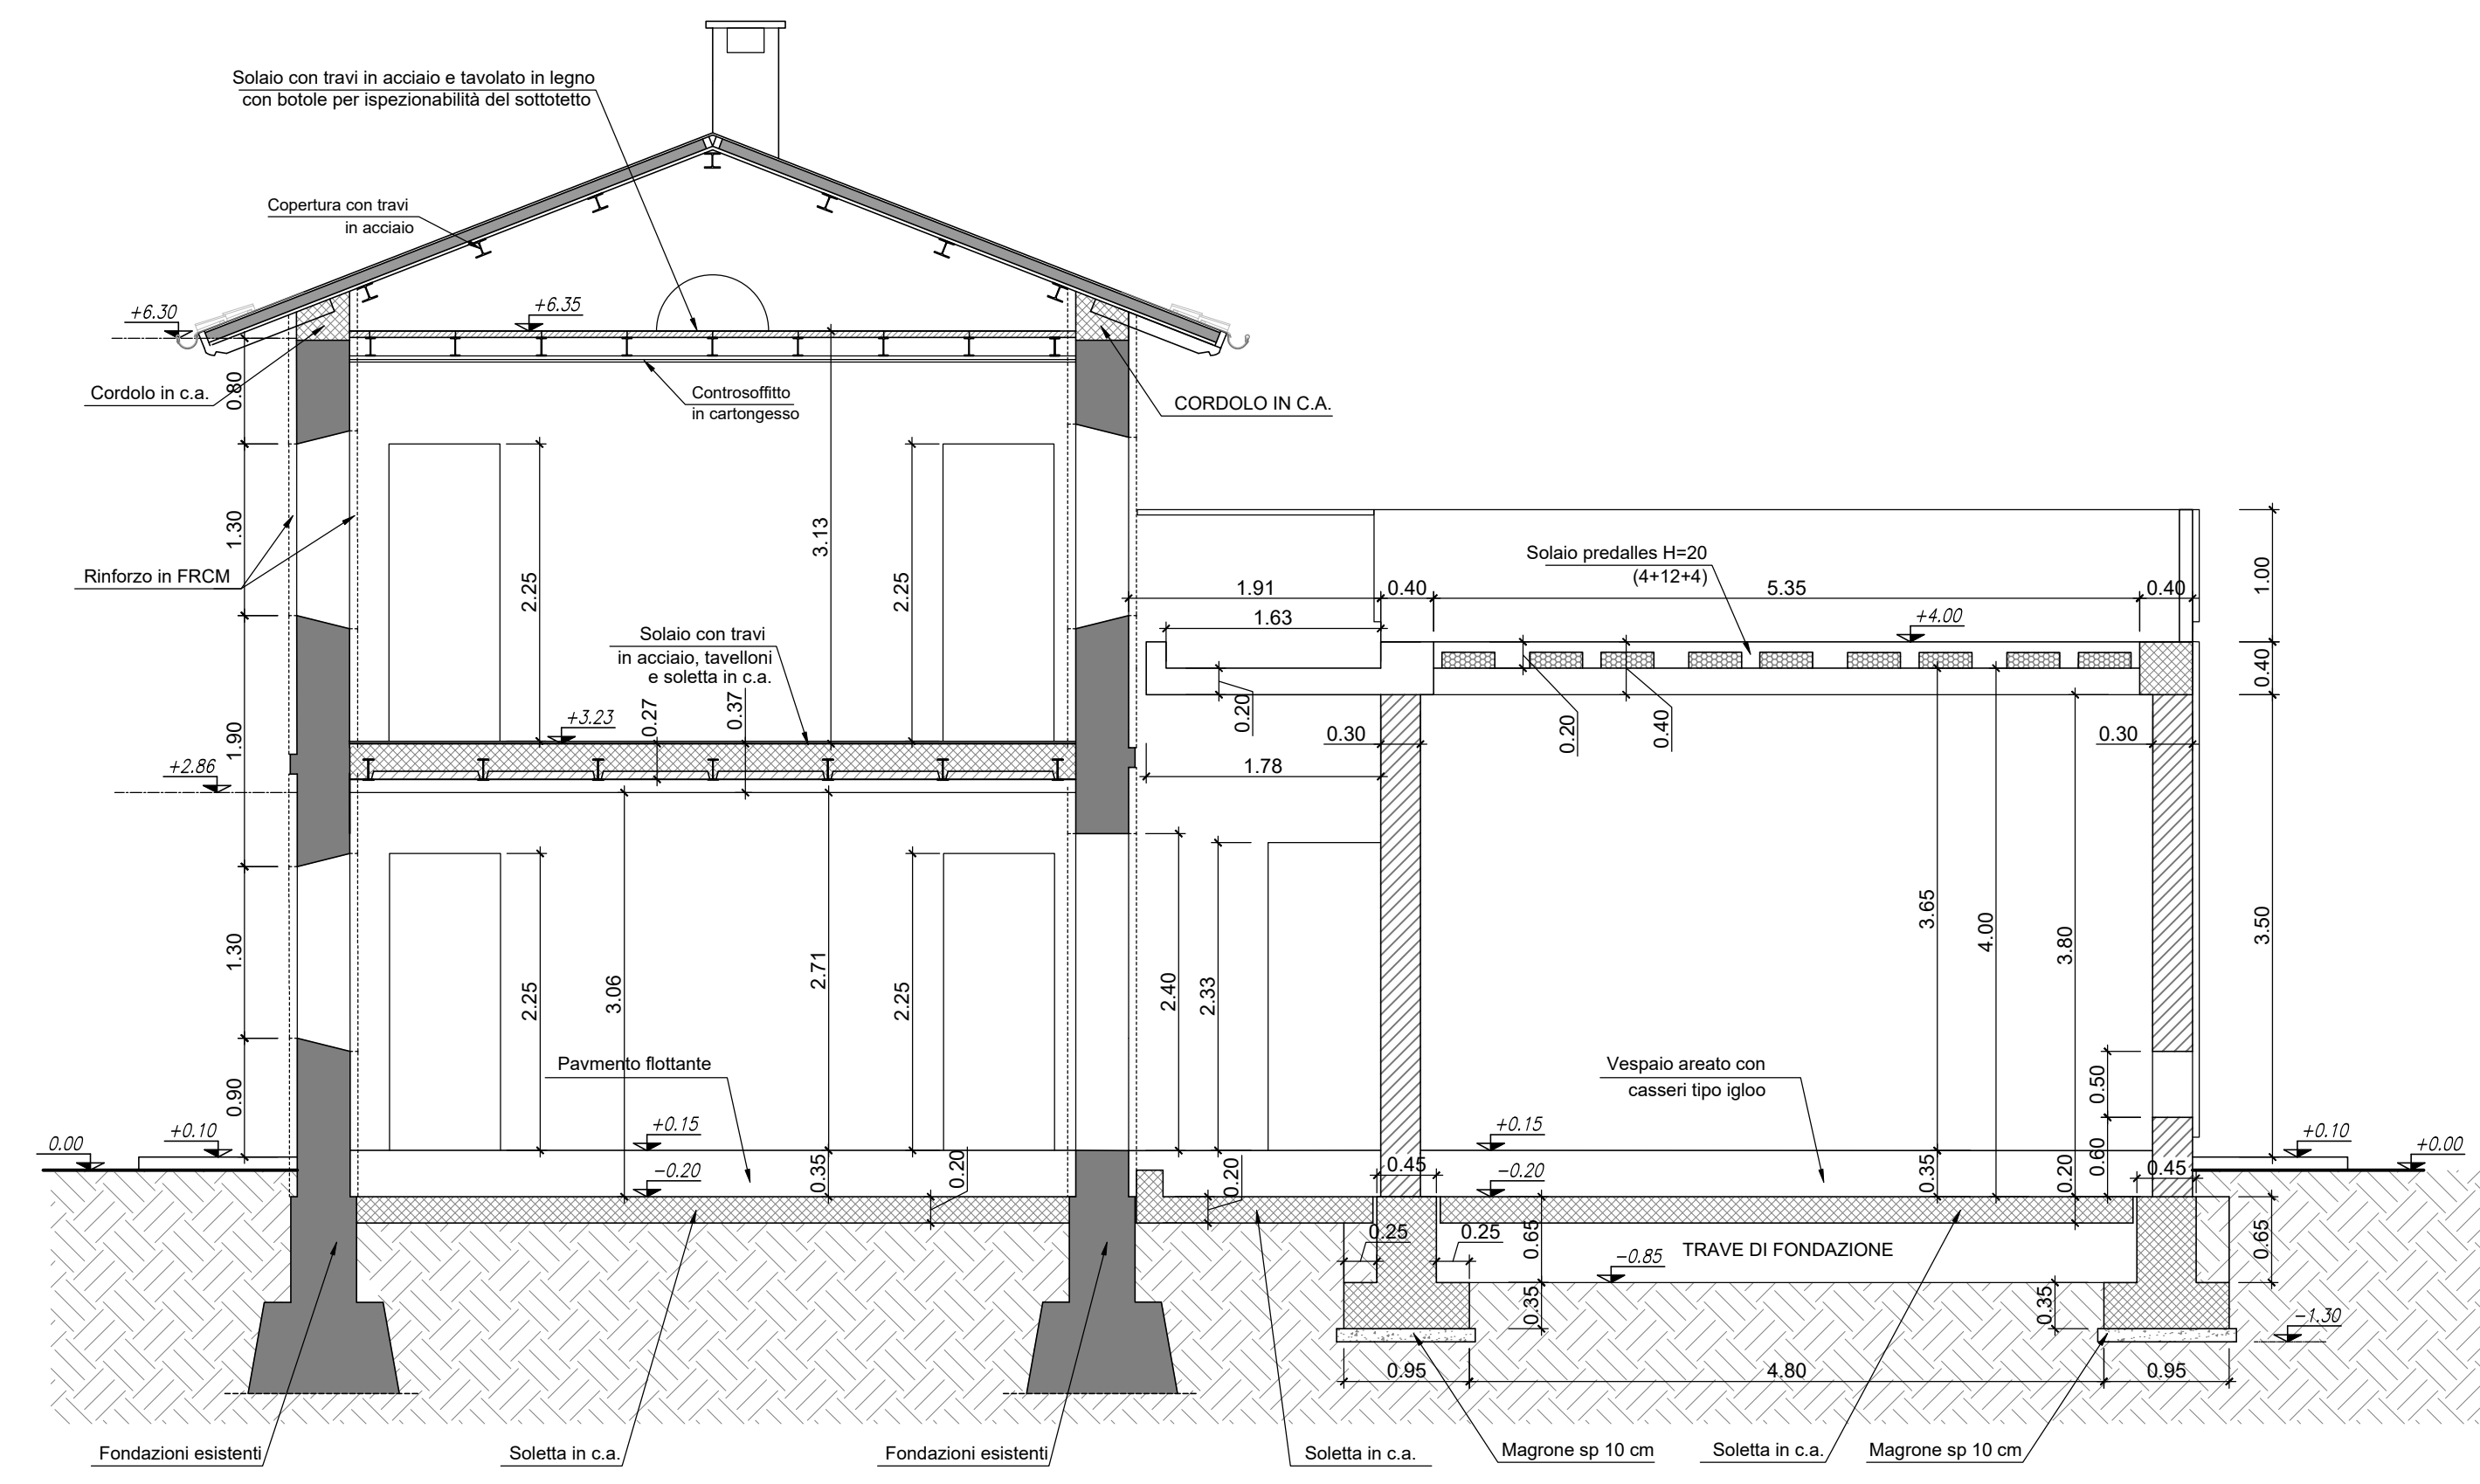 Solaio con travi in acciaio e tavolato in legno
con botole per ispezionabilità del sottotetto
Copertura con travi
in acciaio
+6.30
+6.35
Cordolo in c.a.
0.80
Controsoffitto
in cartongesso
CORDOLO IN C.A.
1.30
2.25
3.13
2.25
Rinforzo in FRCM
Solaio predalles H=20
(4+12+4)
1.91
0.40
5.35
0.40
1.00
1.63
+4.00
Solaio con travi
in acciaio, tavelloni
e soletta in c.a.
0.40
+3.23
0.27
0.37
0.20
0.20
0.40
1.90
0.30
0.30
+2.86
1.78
1.30
2.25
3.06
2.71
2.25
2.40
2.33
3.65
4.00
3.80
3.50
Pavmento flottante
Vespaio areato con
casseri tipo igloo
0.90
0.50
0.00
+0.10
+0.15
+0.15
0.60
+0.10
+0.00
-0.20
0.35
0.20
0.20
0.45
-0.20
0.35
0.20
0.45
0.25
0.25
0.65
TRAVE DI FONDAZIONE
0.65
-0.85
0.35
0.35
-1.30
0.95
4.80
0.95
Fondazioni esistenti
Soletta in c.a.
Fondazioni esistenti
Soletta in c.a.
Magrone sp 10 cm
Soletta in c.a.
Magrone sp 10 cm